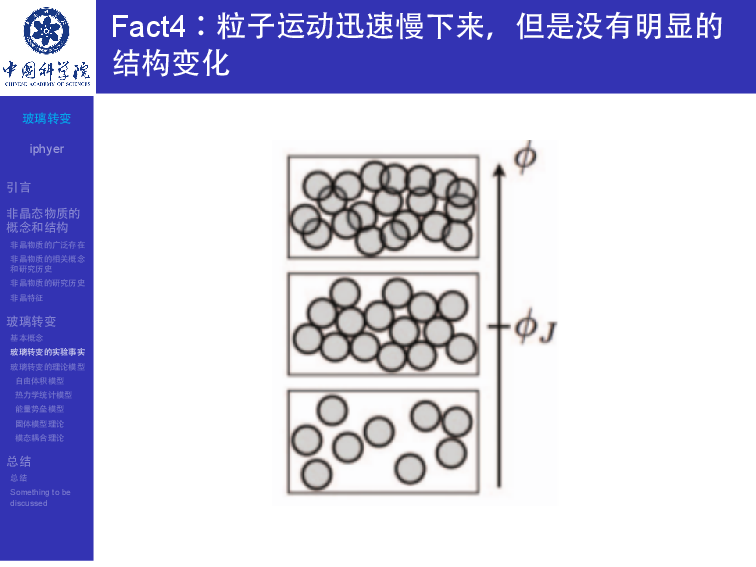 Fact4：粒子运动迅速慢下来，但是没有明显的
结构变化
中国科学院
CHINESE ACADEMY OF SCIENCES
玻璃转变
iphyer
引言
非晶态物质的
概念和结构
非晶物质的广泛存在
非晶物质的相关概念
和研究历史
非晶物质的研究历史
非晶特征
玻璃转变
基本概念
玻璃转变的实验事实
玻璃转变的理论模型
自由体积模型
热力学统计模型
能量势垒模型
固体模型理论
模态耦合理论
总结
总结
Something to be
discussed
ϕ
ϕJ